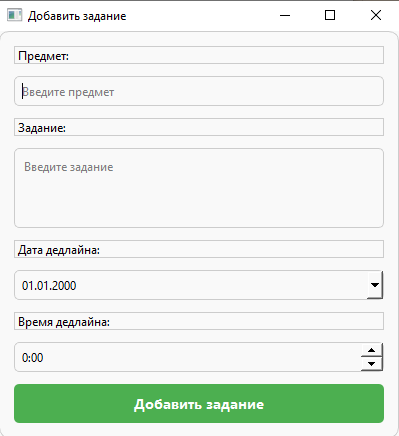 Добавить задание
Предмет:
Введите предмет
Задание:
Введите задание
Дата дедлайна:
01.01.2000
Время дедлайна:
0:00
Добавить задание